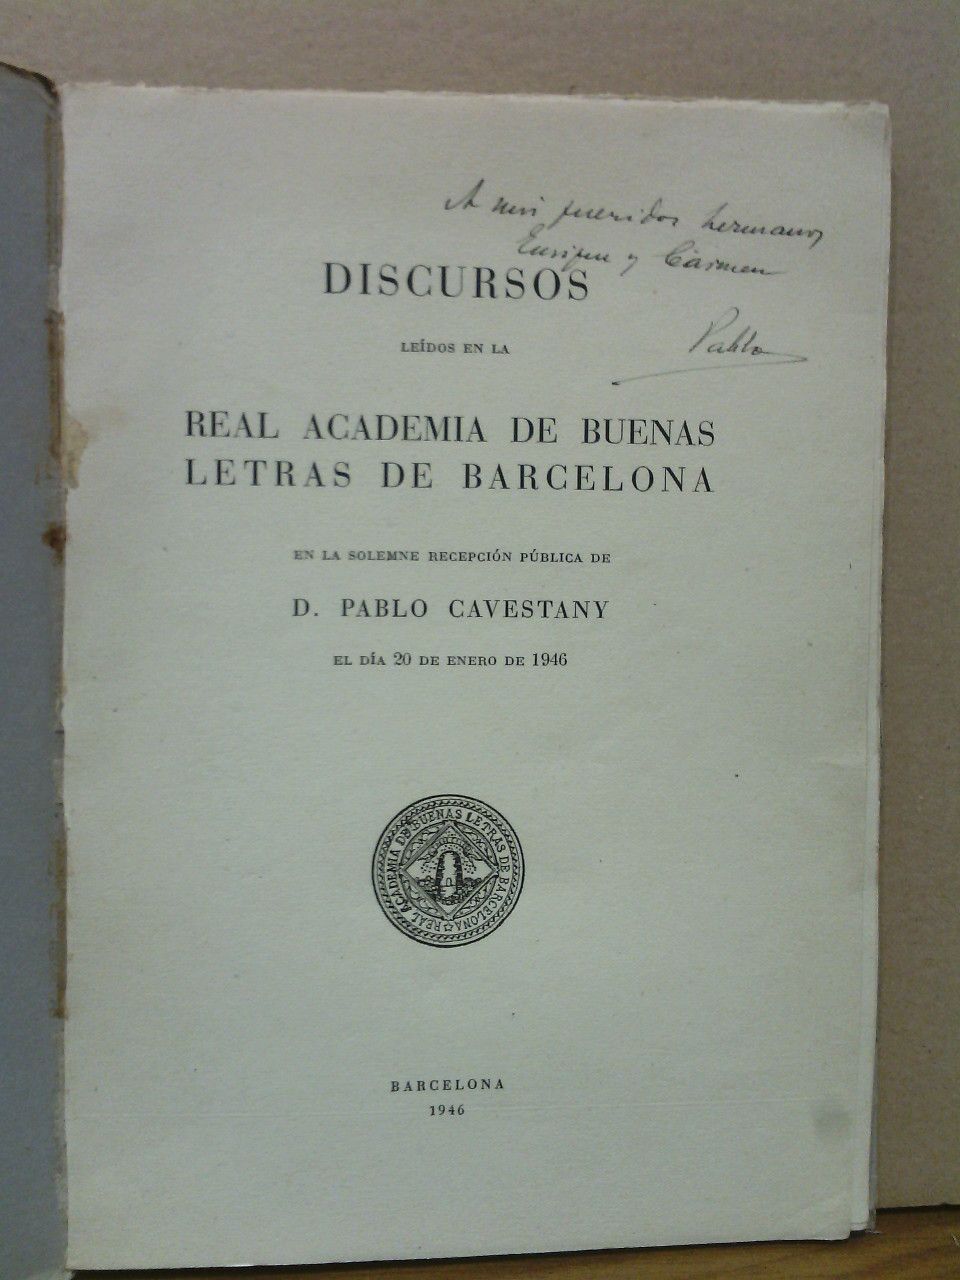 A mis queridos hermanos
Enrique y Cármen
Pablo
DISCURSOS
LEÍDOS EN LA
REAL ACADEMIA DE BUENAS
LETRAS DE BARCELONA
EN LA SOLEMNE RECEPCIÓN PÚBLICA DE
D. PABLO CAVESTANY
EL DÍA 20 DE ENERO DE 1946
REAL ACADEMIA DE BUENAS LETRAS DE BARCELONA
BARCELONA
1946